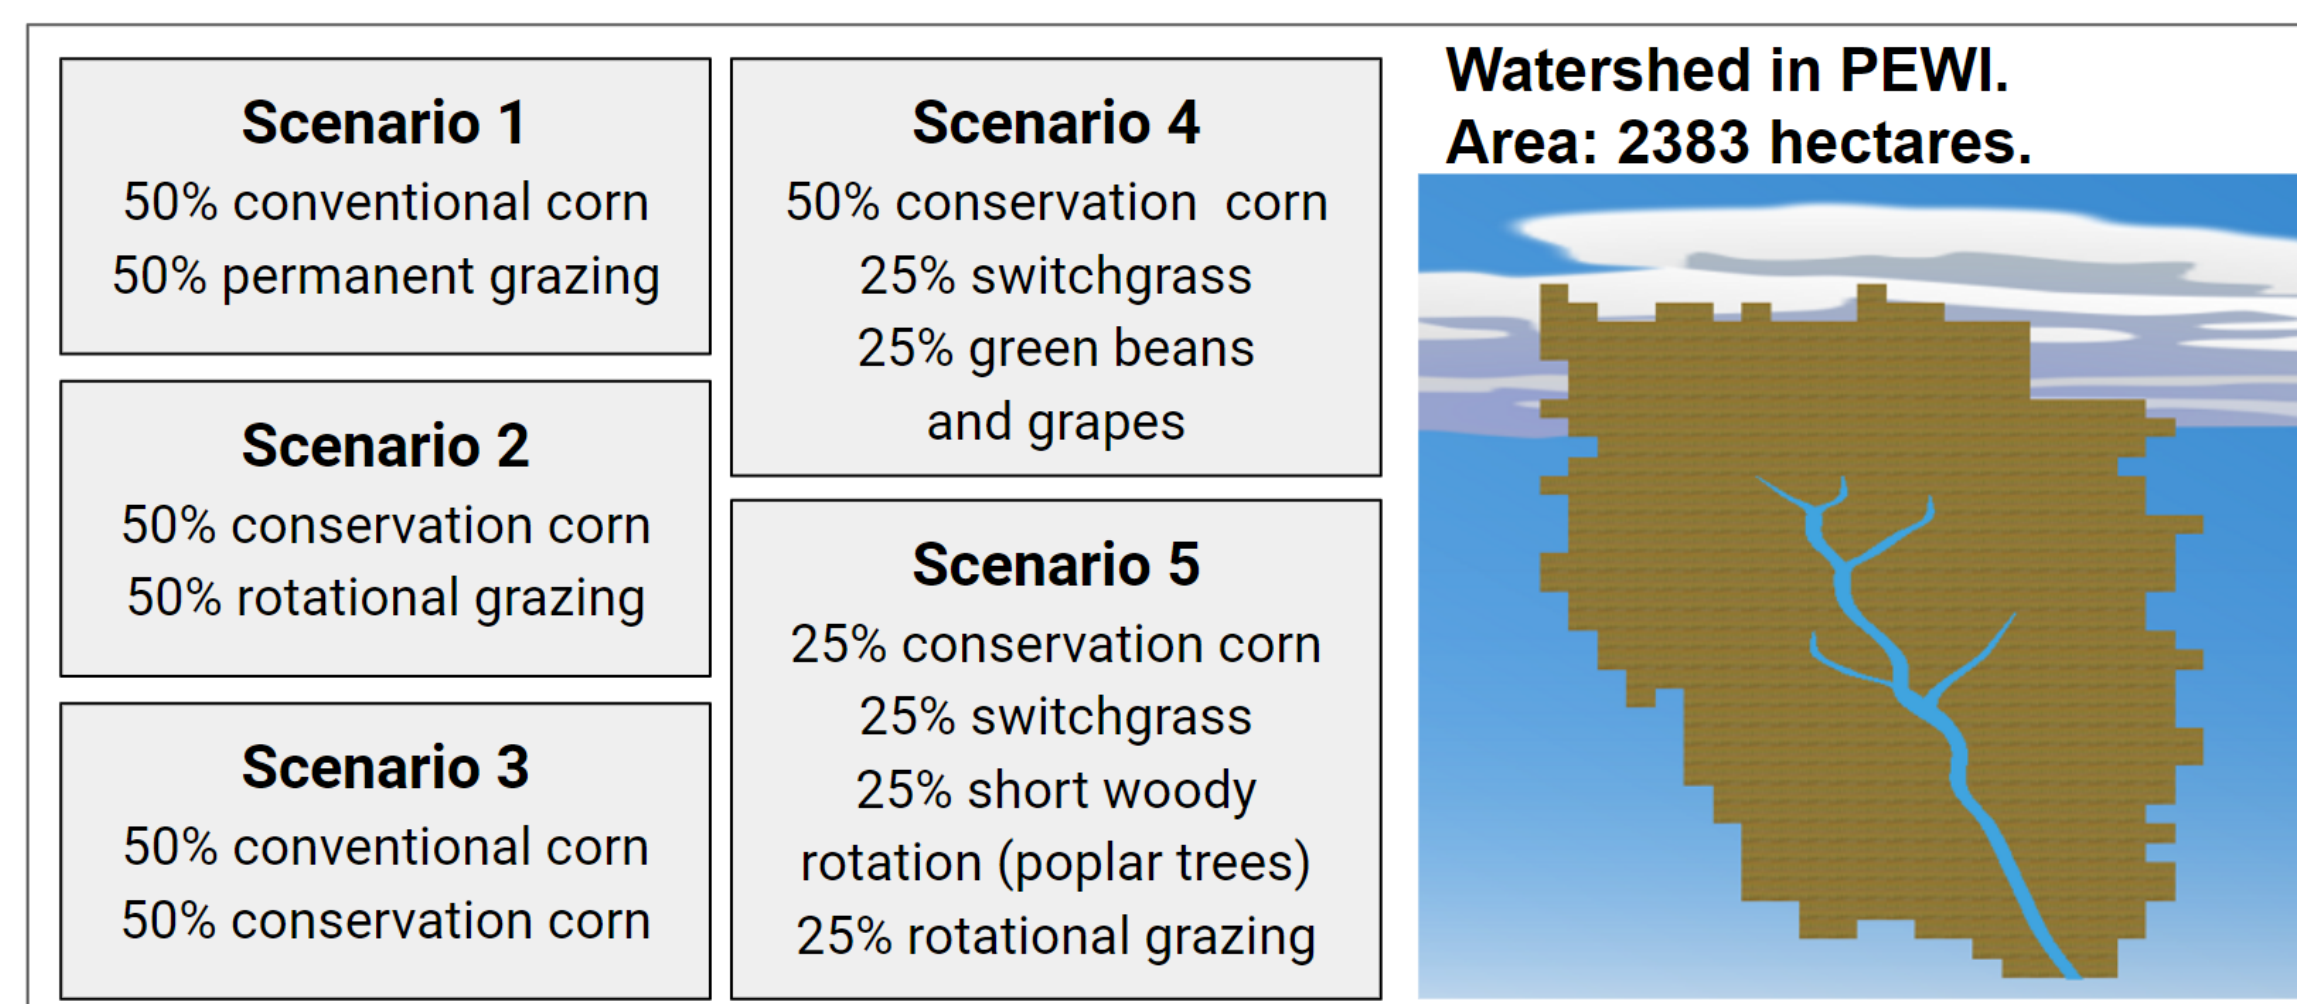 Scenario 1
50% conventional corn
50% permanent grazing
Scenario 2
50% conservation corn
50% rotational grazing
Scenario 3
50% conventional corn
50% conservation corn
Scenario 4
50% conservation  corn
25% switchgrass
25% green beans
and grapes
Scenario 5
25% conservation corn
25% switchgrass
25% short woody
rotation (poplar trees)
25% rotational grazing
Watershed in PEWI.
Area: 2383 hectares.